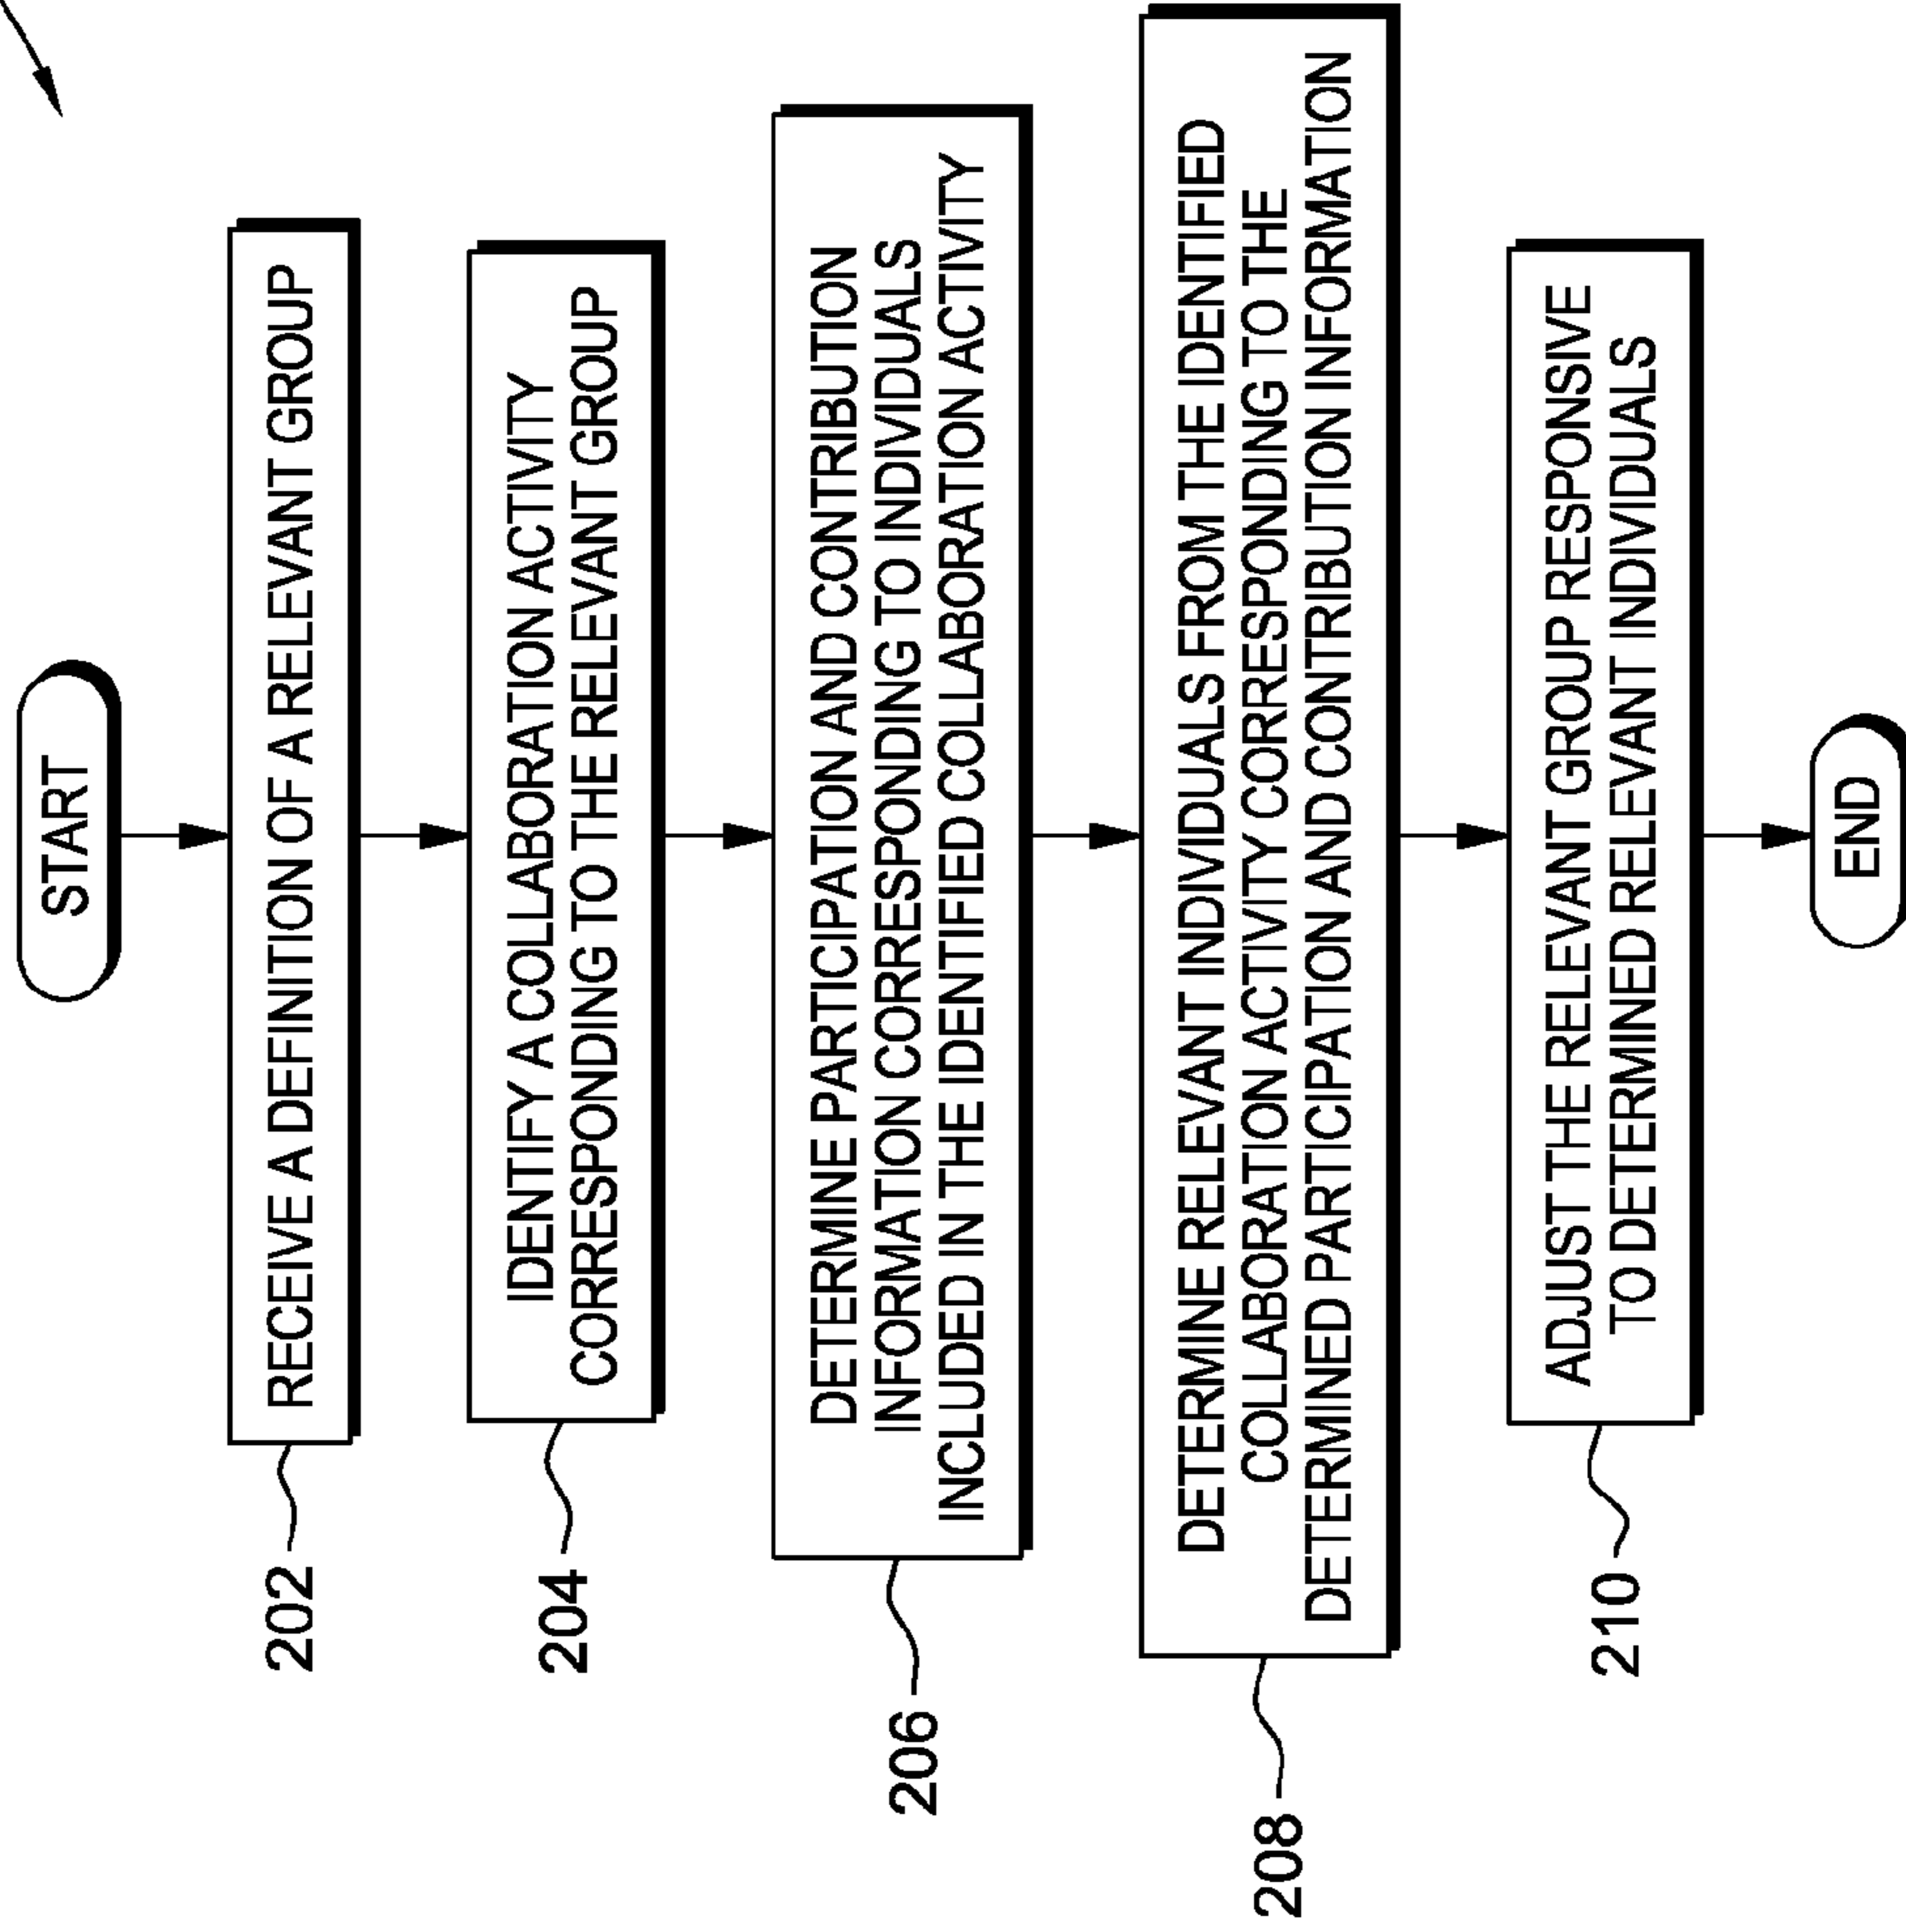 START
202
RECEIVE A DEFINITION OF A RELEVANT GROUP
204
IDENTIFY A COLLABORATION ACTIVITY
CORRESPONDING TO THE RELEVANT GROUP
206
DETERMINE PARTICIPATION AND CONTRIBUTION
INFORMATION CORRESPONDING TO INDIVIDUALS
INCLUDED IN THE IDENTIFIED COLLABORATION ACTIVITY
208
DETERMINE RELEVANT INDIVIDUALS FROM THE IDENTIFIED
COLLABORATION ACTIVITY CORRESPONDING TO THE
DETERMINED PARTICIPATION AND CONTRIBUTION INFORMATION
210
ADJUST THE RELEVANT GROUP RESPONSIVE
TO DETERMINED RELEVANT INDIVIDUALS
END